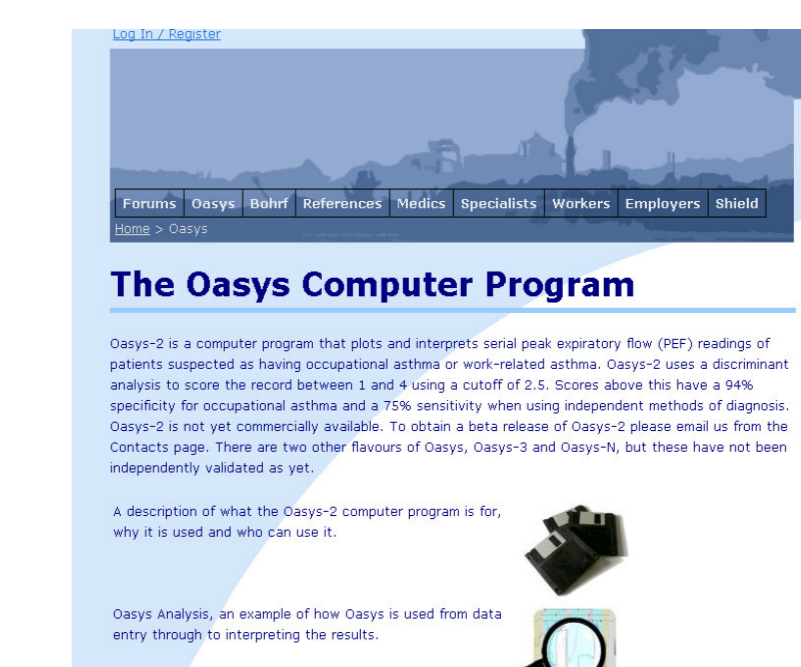 Log In / Register
Forums Oasys Bohrf References Medics Specialists Workers Employers Shield
Home > Oasys
The Oasys Computer Program
Oasys-2 is a computer program that plots and interprets serial peak expiratory flow (PEF) readings of
patients suspected as having occupational asthma or work-related asthma. Oasys-2 uses a discriminant
analysis to score the record between 1 and 4 using a cutoff of 2.5. Scores above this have a 94%
specificity for occupational asthma and a 75% sensitivity when using independent methods of diagnosis.
Oasys-2 is not yet commercially available. To obtain a beta release of Oasys-2 please email us from the
Contacts page. There are two other flavours of Oasys, Oasys-3 and Oasys-N, but these have not been
independently validated as yet.
A description of what the Oasys-2 computer program is for,
why it is used and who can use it.
Oasys Analysis, an example of how Oasys is used from data
entry through to interpreting the results.